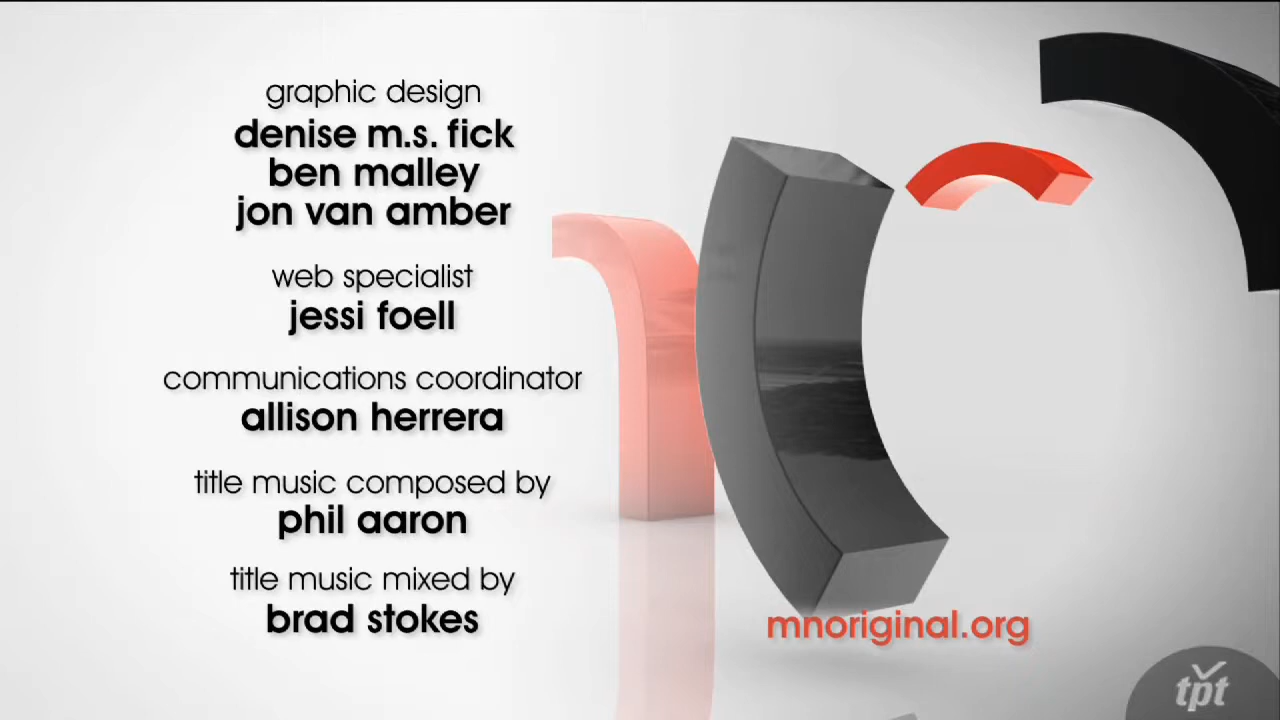 graphic design
denise m.s. fick
ben malley
jon van amber
web specialist
jessi foell
communications coordinator
allison herrera
title music composed by
phil aaron
title music mixed by
brad stokes
mnoriginal.org
tpt